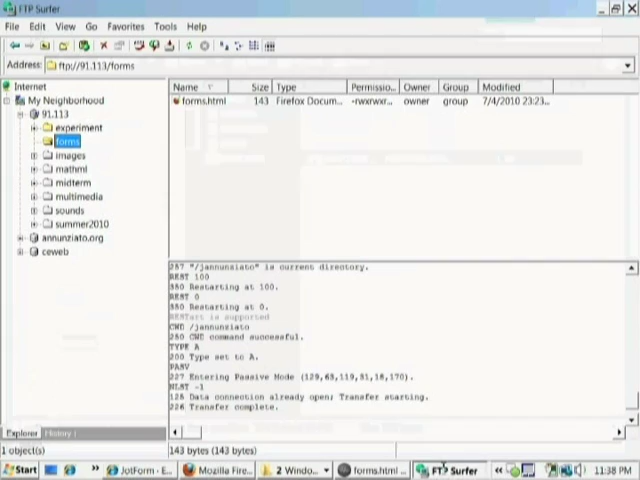 FTP Surfer
File Edit View Go Favorites Tools Help
Address: ftp://91.113/forms
Internet
My Neighborhood
91.113
experiment
forms
images
mathml
midterm
multimedia
sounds
summer2010
annunziato.org
ceweb
Name Size Type Permissio... Owner Group Modified
forms.html 143 Firefox Docum... -rwxrwxr... owner group 7/4/2010 23:23...
257 "/jannunziato" is current directory.
REST 100
350 Restarting at 100.
REST 0
350 Restarting at 0.
RESTart is supported
CWD /jannunziato
250 CWD command successful.
TYPE A
200 Type set to A.
PASV
227 Entering Passive Mode (129,63,119,81,16,170).
NLST -l
125 Data connection already open; Transfer starting.
226 Transfer complete.
Explorer History
1 object(s) 143 bytes (143 bytes)
Start » JotForm - E... Mozilla Fire... 2 Windo... forms.html ... FTP Surfer « 11:38 PM